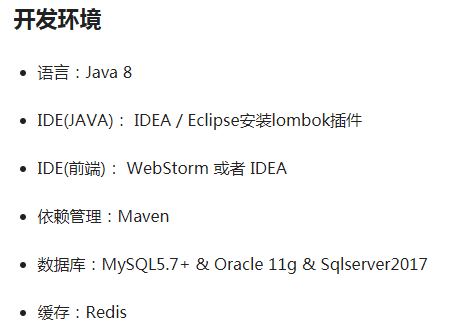 开发环境
语言：Java 8
IDE(JAVA)： IDEA / Eclipse安装lombok插件
IDE(前端)： WebStorm 或者 IDEA
依赖管理：Maven
数据库：MySQL5.7+ & Oracle 11g & Sqlserver2017
缓存：Redis